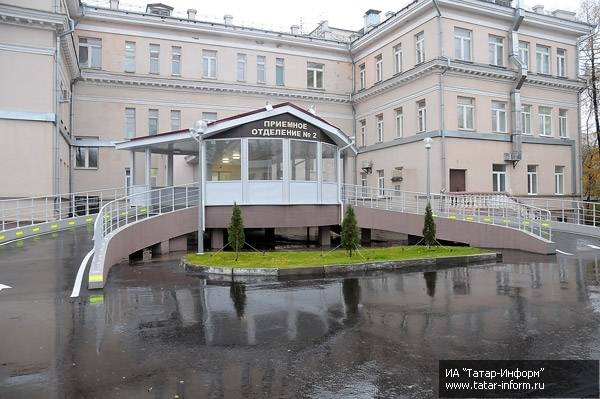 ПРИЕМНОЕ
ОТДЕЛЕНИЕ № 2
ИА "Татар-Информ"
www.tatar-inform.ru